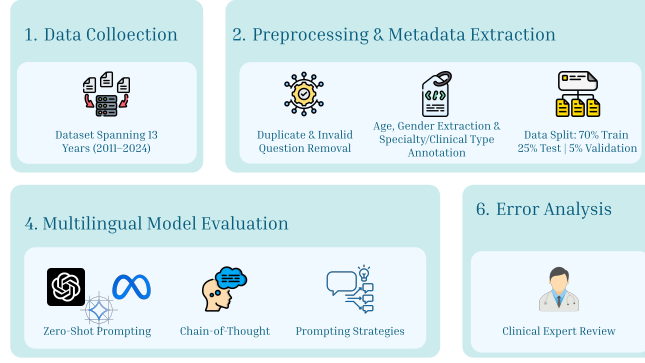 1. Data Colloection
Dataset Spanning 13
Years (2011–2024)
2. Preprocessing & Metadata Extraction
Duplicate & Invalid
Question Removal
Age, Gender Extraction &
Specialty/Clinical Type
Annotation
Data Split: 70% Train
25% Test | 5% Validation
4. Multilingual Model Evaluation
Zero-Shot Prompting
Chain-of-Thought
Prompting Strategies
6. Error Analysis
Clinical Expert Review